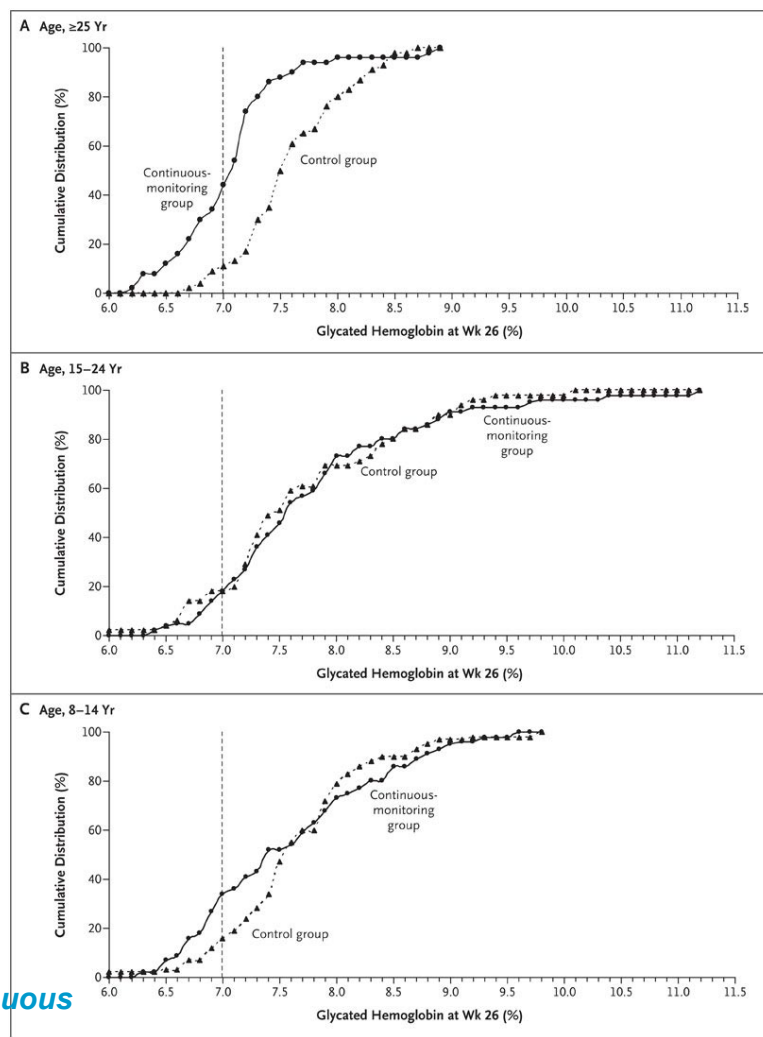 A Age, ≥25 Yr
100
80
60
40
20
0
Cumulative Distribution (%)
Continuous-
monitoring
group
Control group
6.0 6.5 7.0 7.5 8.0 8.5 9.0 9.5 10.0 10.5 11.0 11.5
Glycated Hemoglobin at Wk 26 (%)
B Age, 15–24 Yr
100
80
60
40
20
0
Cumulative Distribution (%)
Continuous-
monitoring
group
Control group
6.0 6.5 7.0 7.5 8.0 8.5 9.0 9.5 10.0 10.5 11.0 11.5
Glycated Hemoglobin at Wk 26 (%)
C Age, 8–14 Yr
100
80
60
40
20
0
Cumulative Distribution (%)
Continuous-
monitoring
group
Control group
6.0 6.5 7.0 7.5 8.0 8.5 9.0 9.5 10.0 10.5 11.0 11.5
Glycated Hemoglobin at Wk 26 (%)
uous